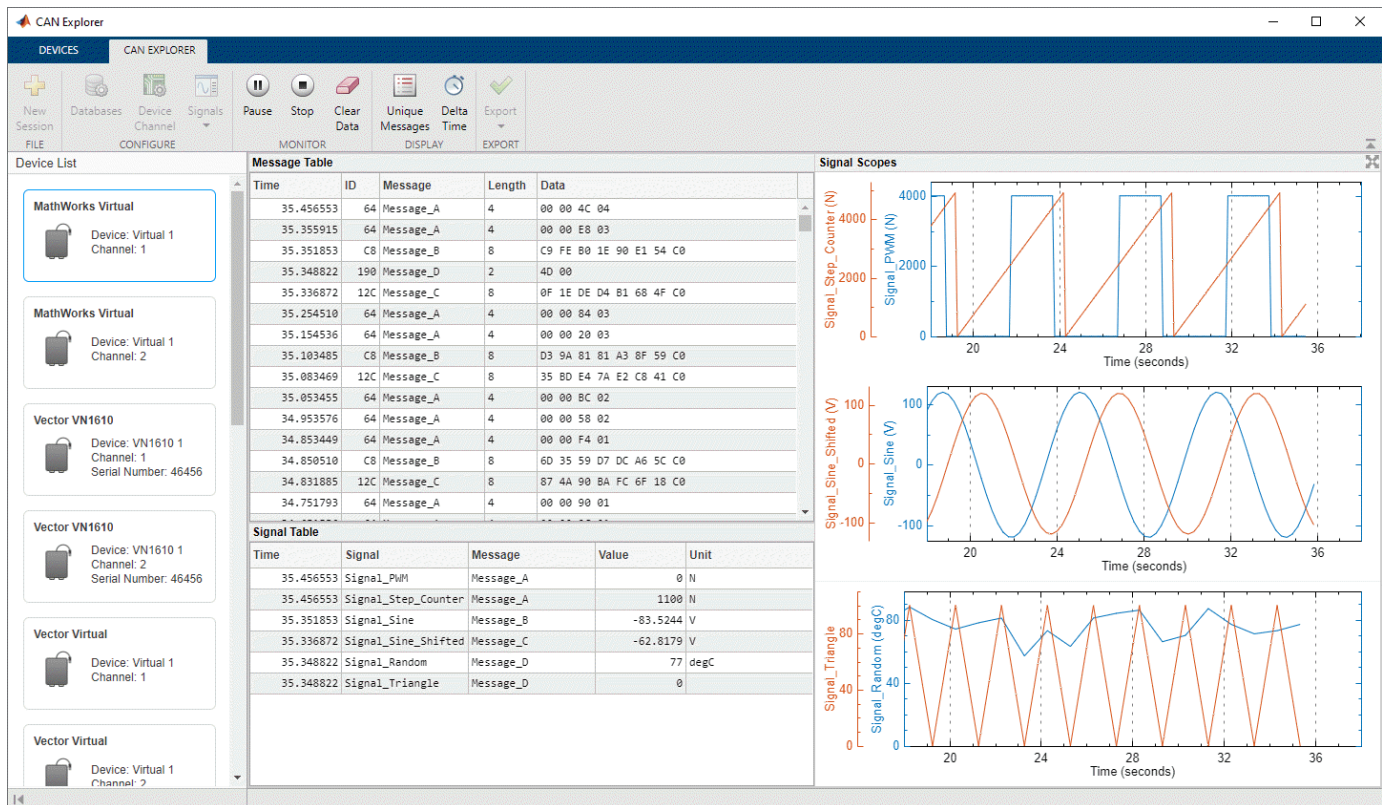 CAN Explorer
DEVICES CAN EXPLORER
New Session Databases Device Channel Signals Pause Stop Clear Data Unique Messages Delta Time Export
FILE CONFIGURE MONITOR DISPLAY EXPORT
Device List
MathWorks Virtual
Device: Virtual 1
Channel: 1
MathWorks Virtual
Device: Virtual 1
Channel: 2
Vector VN1610
Device: VN1610 1
Channel: 1
Serial Number: 46456
Vector VN1610
Device: VN1610 1
Channel: 2
Serial Number: 46456
Vector Virtual
Device: Virtual 1
Channel: 1
Vector Virtual
Device: Virtual 1
Channel: 2
Message Table
Time ID Message Length Data
35.456553 64 Message_A 4 00 00 4C 04
35.355915 64 Message_A 4 00 00 E8 03
35.351853 C8 Message_B 8 C9 FE B0 1E 90 E1 54 C0
35.348822 190 Message_D 2 4D 00
35.336872 12C Message_C 8 0F 1E DE D4 B1 68 4F C0
35.254510 64 Message_A 4 00 00 84 03
35.154536 64 Message_A 4 00 00 20 03
35.103485 C8 Message_B 8 D3 9A 81 81 A3 8F 59 C0
35.083469 12C Message_C 8 35 BD E4 7A E2 C8 41 C0
35.053455 64 Message_A 4 00 00 BC 02
34.953576 64 Message_A 4 00 00 58 02
34.853449 64 Message_A 4 00 00 F4 01
34.850510 C8 Message_B 8 6D 35 59 D7 DC A6 5C C0
34.831885 12C Message_C 8 87 4A 90 BA FC 6F 18 C0
34.751793 64 Message_A 4 00 00 90 01
Signal Table
Time Signal Message Value Unit
35.456553 Signal_PWM Message_A 0 N
35.456553 Signal_Step_Counter Message_A 1100 N
35.351853 Signal_Sine Message_B -83.5244 V
35.336872 Signal_Sine_Shifted Message_C -62.8179 V
35.348822 Signal_Random Message_D 77 degC
35.348822 Signal_Triangle Message_D 0
Signal Scopes
Signal_Step_Counter (N)
4000
2000
0
Signal_PWM (N)
4000
2000
0
20 24 28 32 36
Time (seconds)
Signal_Sine_Shifted (V)
100
0
-100
Signal_Sine (V)
100
0
-100
20 24 28 32 36
Time (seconds)
Signal_Triangle
80
40
0
Signal_Random (degC)
80
40
0
20 24 28 32 36
Time (seconds)